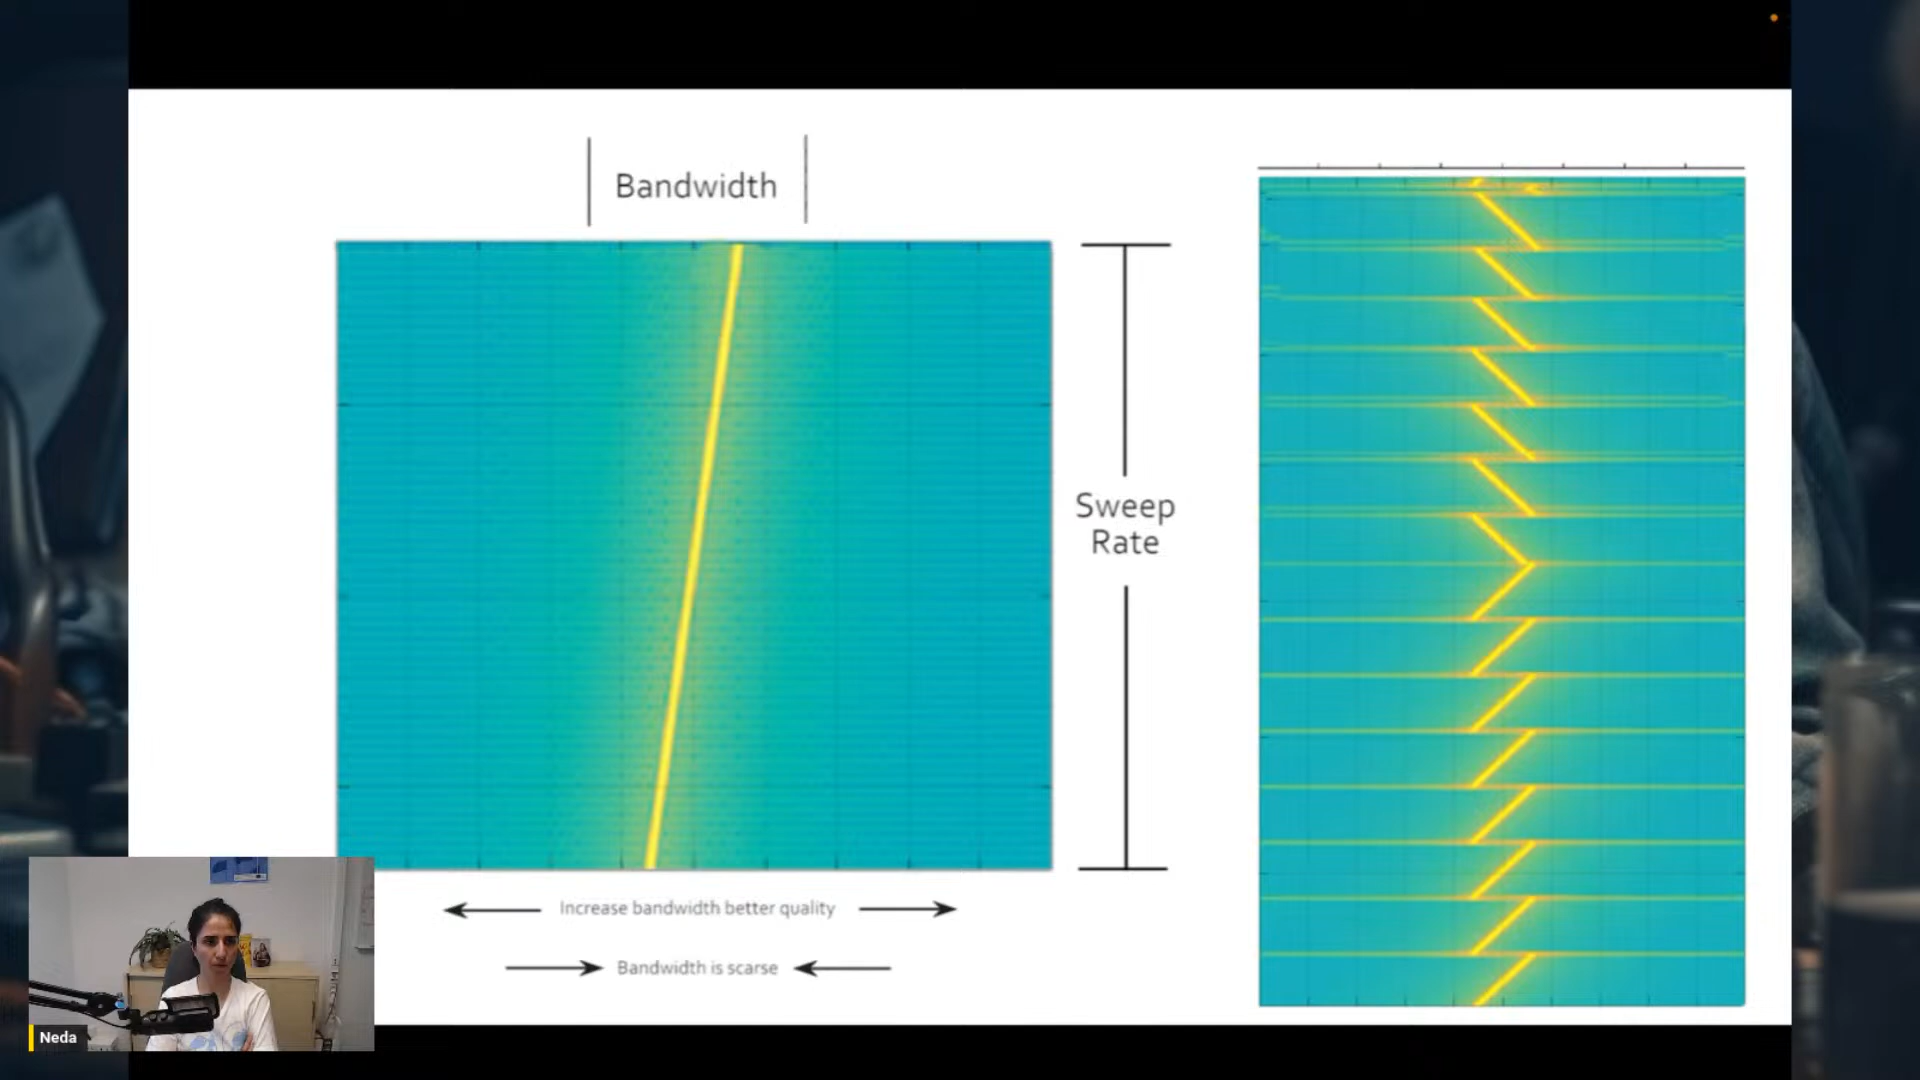 Bandwidth
Sweep
Rate
Increase bandwidth better quality
Bandwidth is scarse
Neda